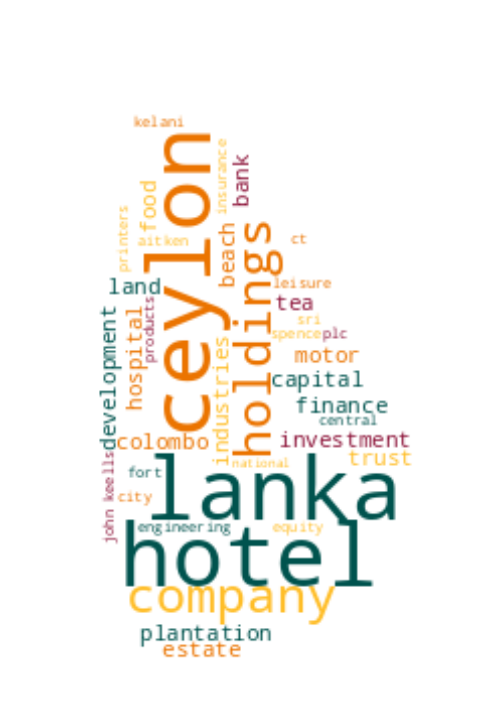 kelani
ceylon
insurance
bank
food
printers
aitken
beach
holdings
ct
land
leisure
tea
products
hospital
development
sri
spence
plc
industries
motor
capital
finance
central
colombo
investment
trust
john keells
national
fort
lanka
city
engineering
equity
hotel
company
plantation
estate